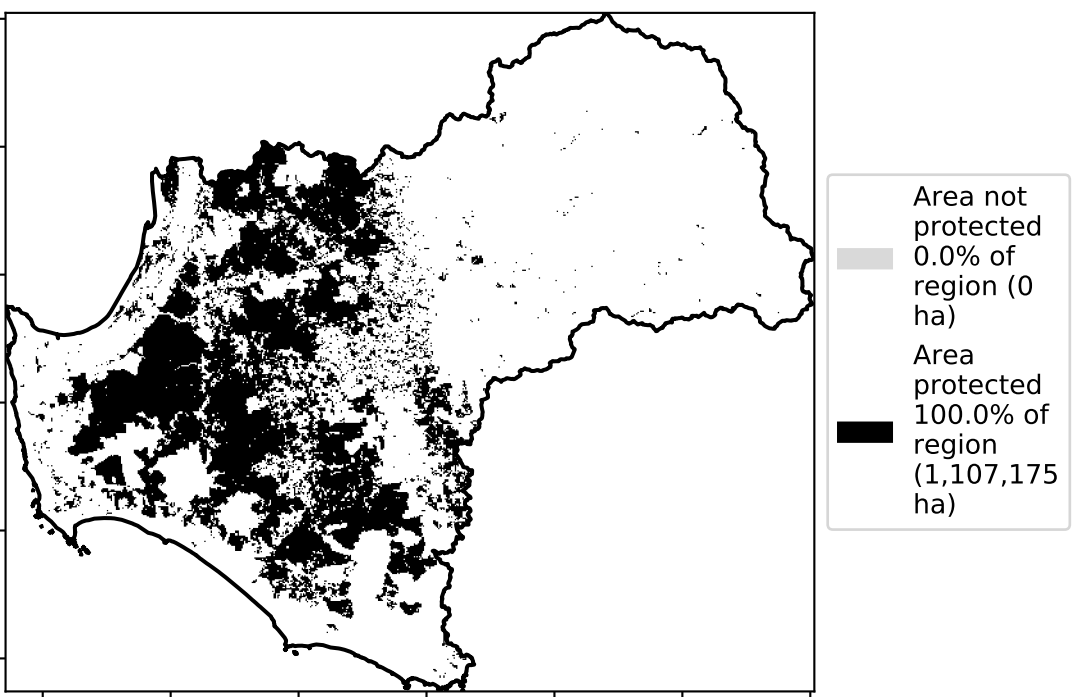 Area not
protected
0.0% of
region (0
ha)
Area
protected
100.0% of
region
(1,107,175
ha)